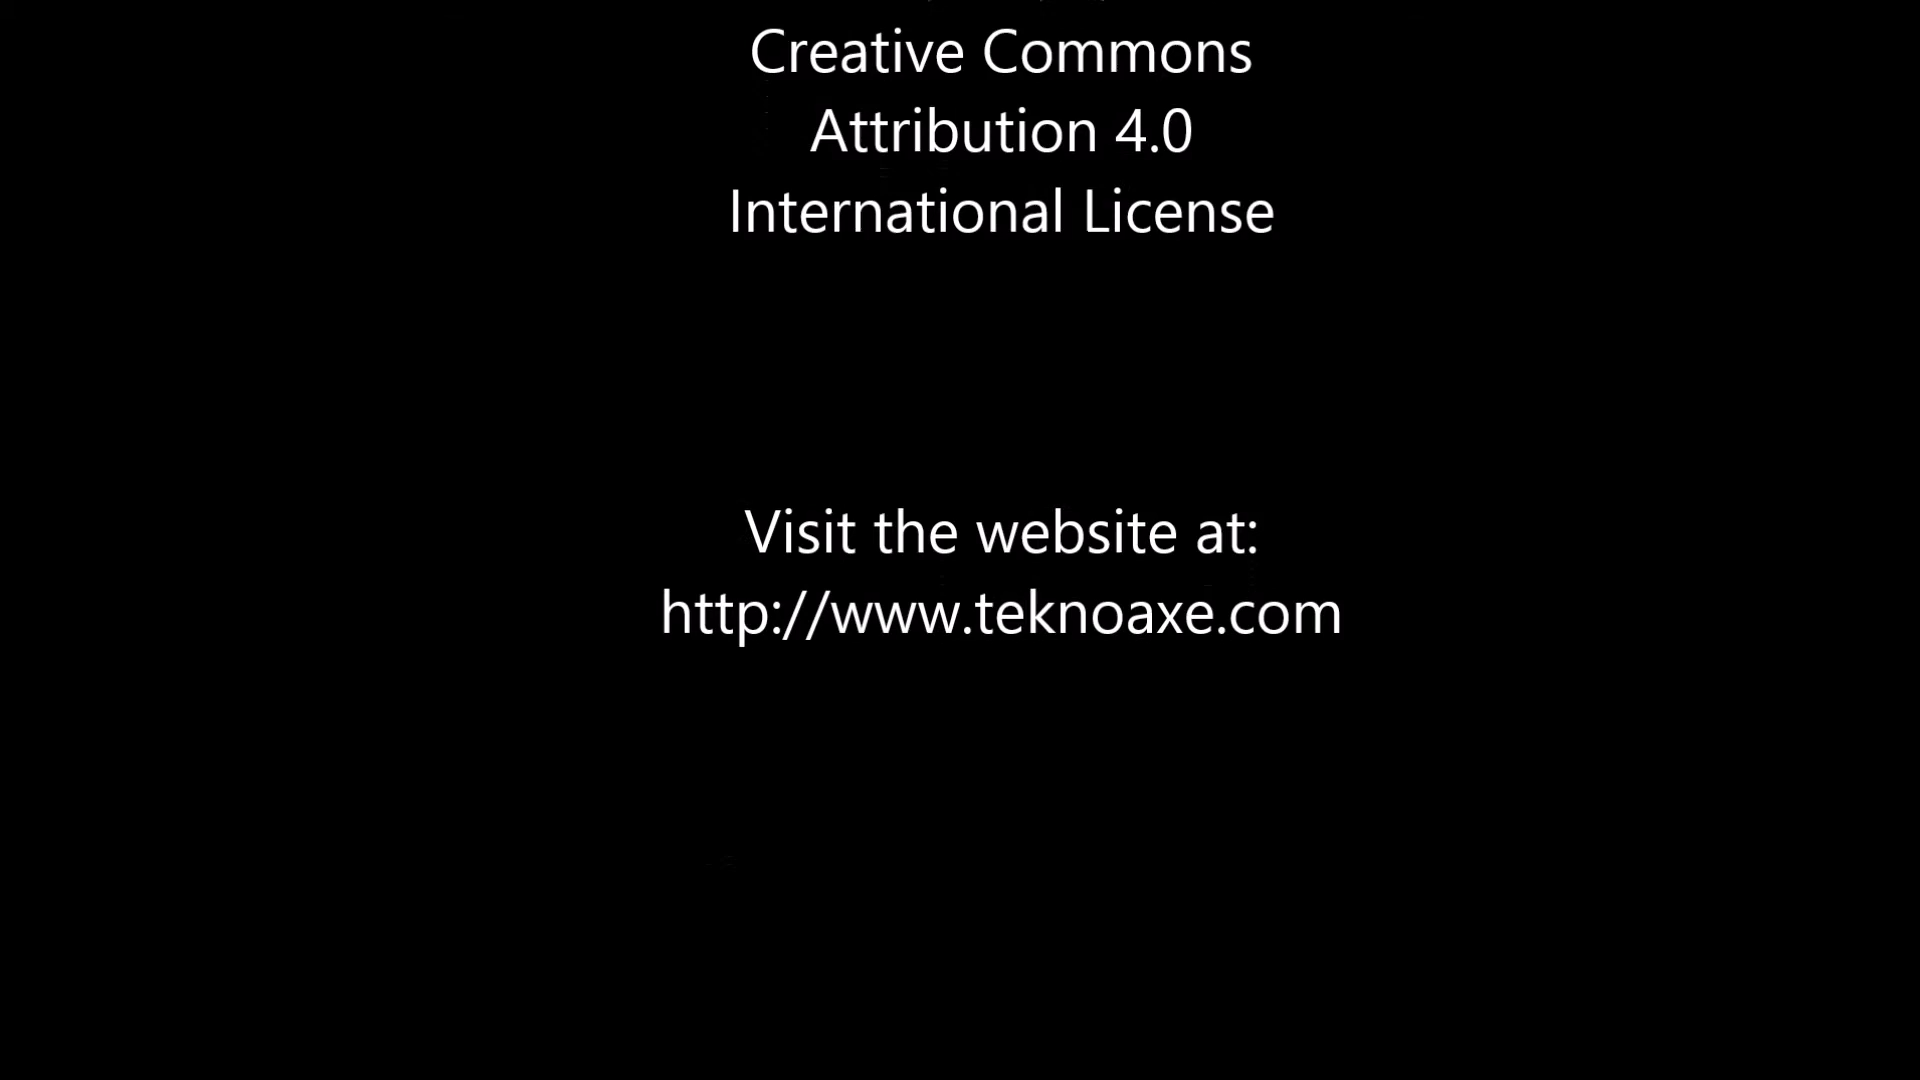 Creative Commons
Attribution 4.0
International License
Visit the website at:
http://www.teknoaxe.com